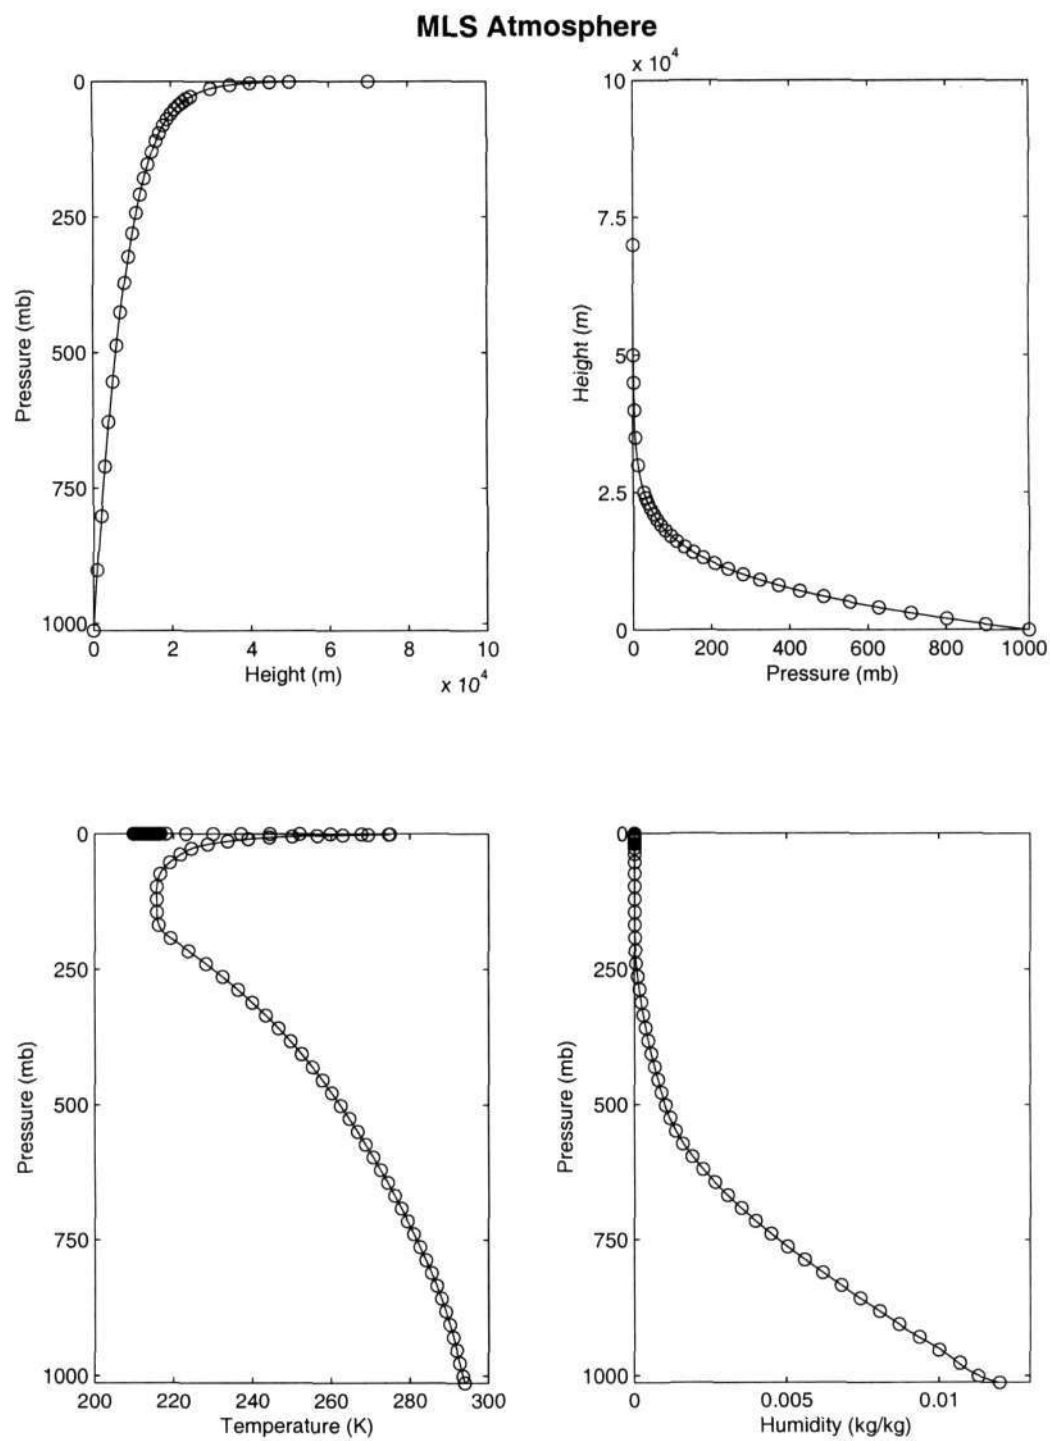 MLS Atmosphere
0
250
500
750
1000
Pressure (mb)
0 2 4 6 8 10
Height (m)
x 10^4
x 10^4
10
7.5
5
2.5
0
Height (m)
0 200 400 600 800 1000
Pressure (mb)
0
250
500
750
1000
Pressure (mb)
200 220 240 260 280 300
Temperature (K)
0
250
500
750
1000
Pressure (mb)
0 0.005 0.01
Humidity (kg/kg)